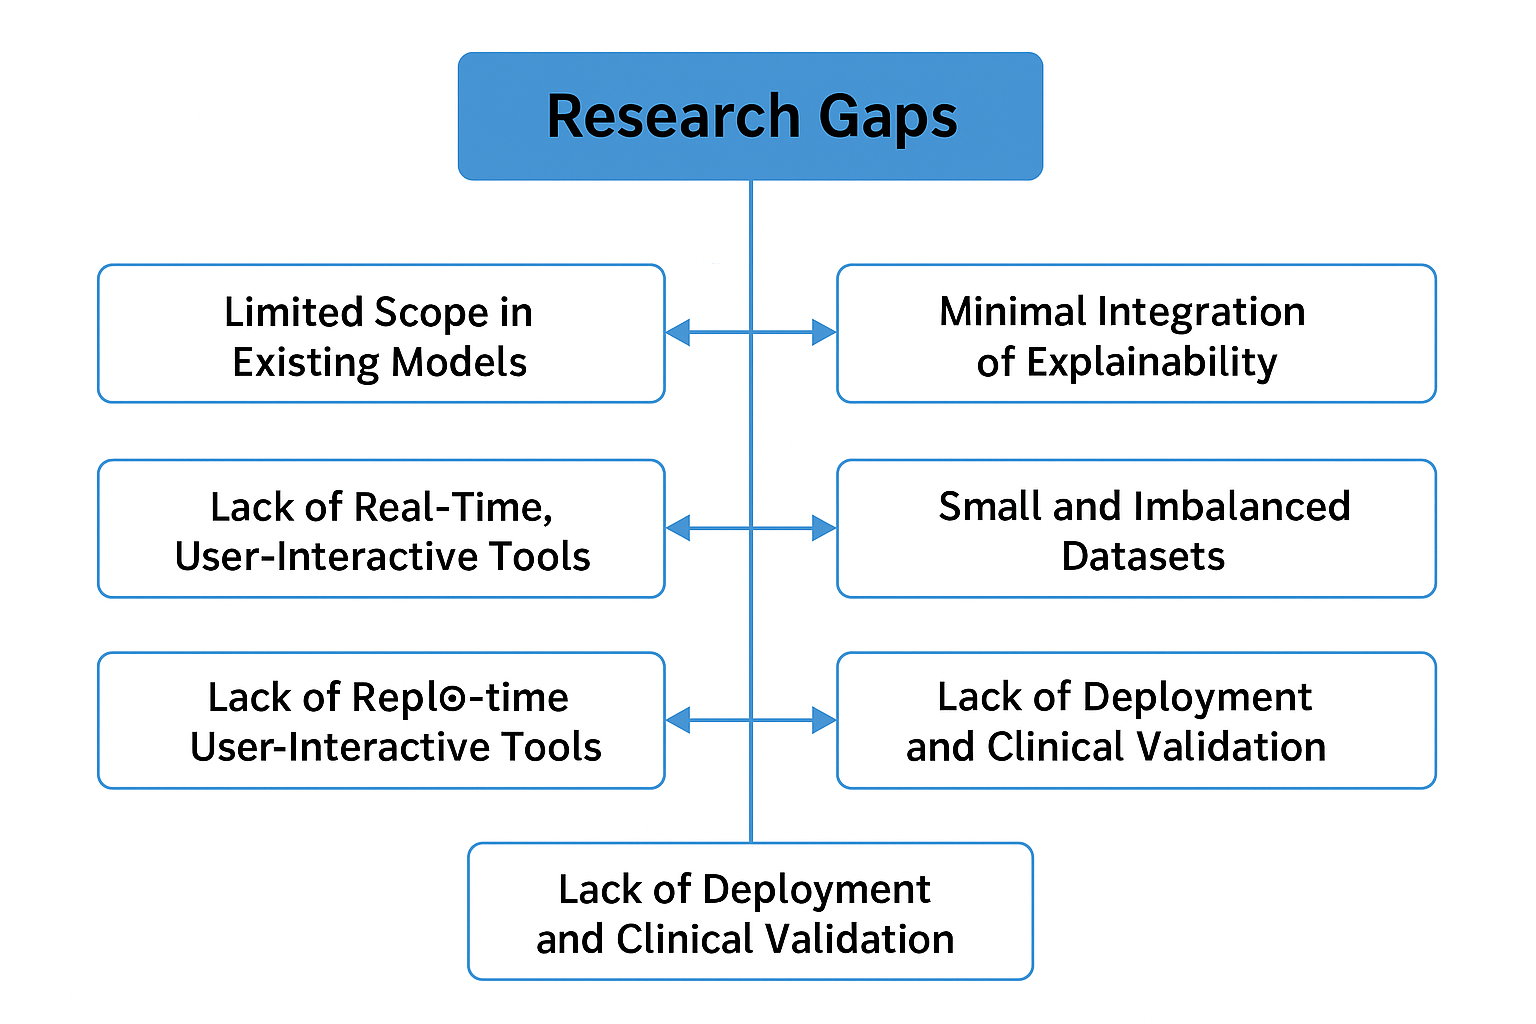 Research Gaps
Limited Scope in
Existing Models
Minimal Integration
of Explainability
Lack of Real-Time,
User-Interactive Tools
Small and Imbalanced
Datasets
Lack of Repl⊙-time
User-Interactive Tools
Lack of Deployment
and Clinical Validation
Lack of Deployment
and Clinical Validation